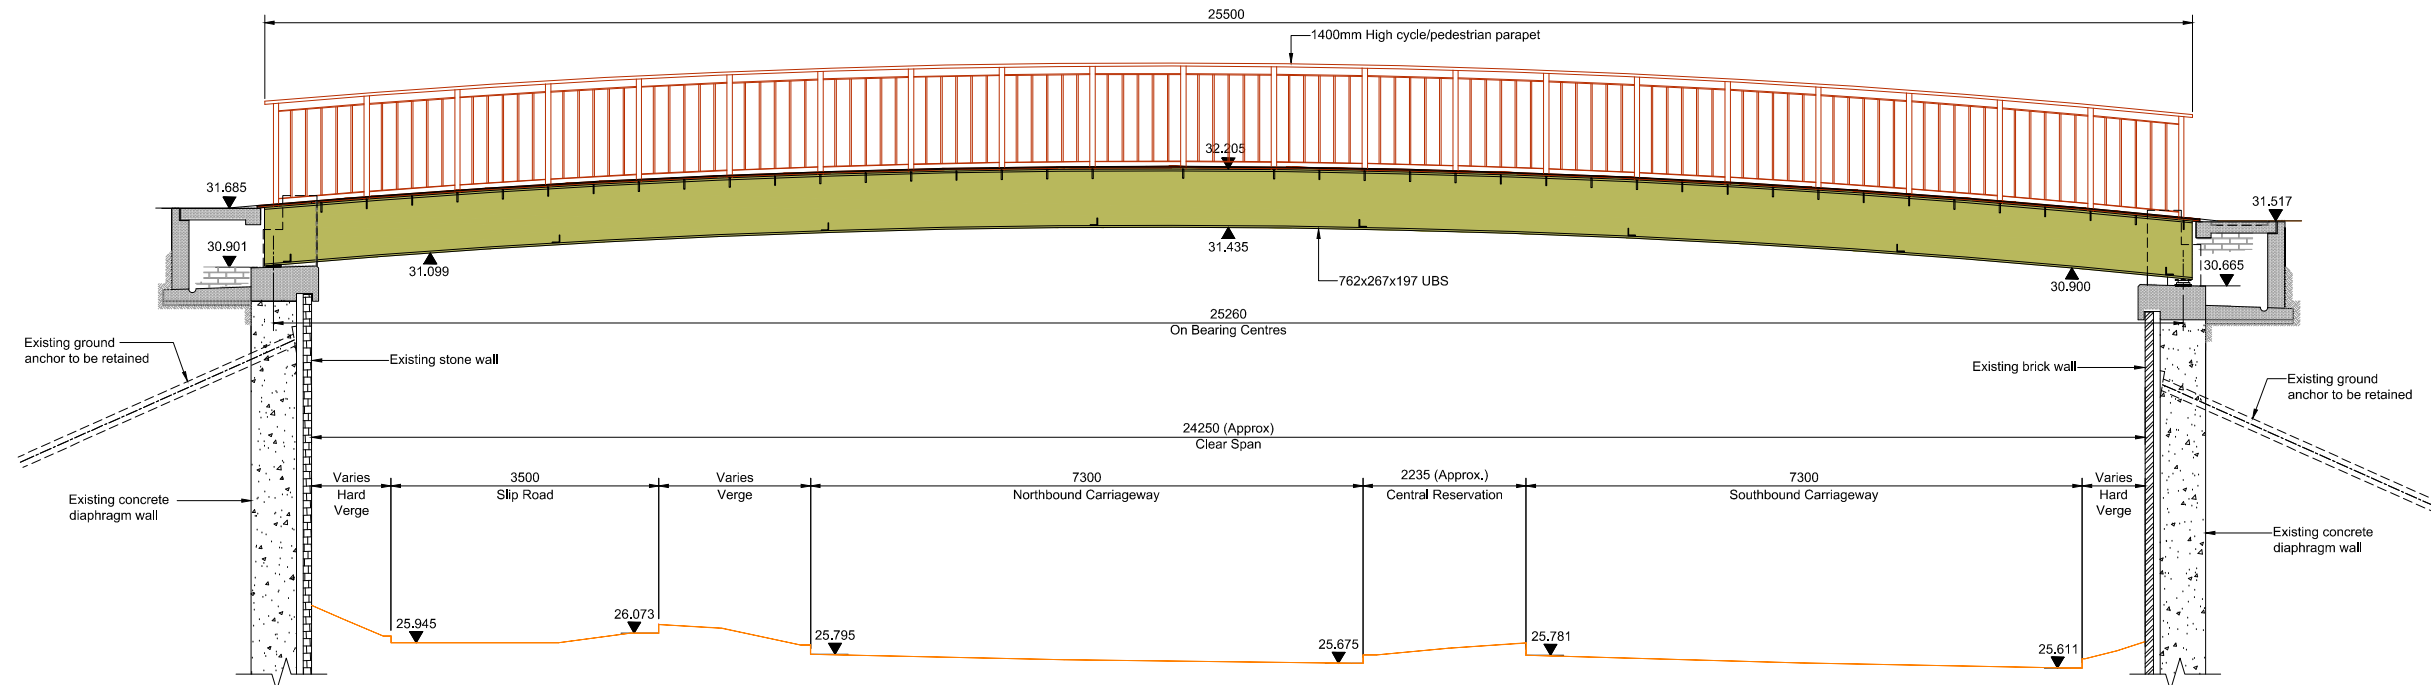 25500
1400mm High cycle/pedestrian parapet
32.205
31.685
31.517
30.901
31.099
31.435
30.900
30.665
762x267x197 UBS
25260
On Bearing Centres
Existing ground
anchor to be retained
Existing stone wall
Existing brick wall
Existing ground
anchor to be retained
24250 (Approx)
Clear Span
Varies
Hard
Verge
3500
Slip Road
Varies
Verge
7300
Northbound Carriageway
2235 (Approx.)
Central Reservation
7300
Southbound Carriageway
Varies
Hard
Verge
Existing concrete
diaphragm wall
Existing concrete
diaphragm wall
25.945
26.073
25.795
25.675
25.781
25.611